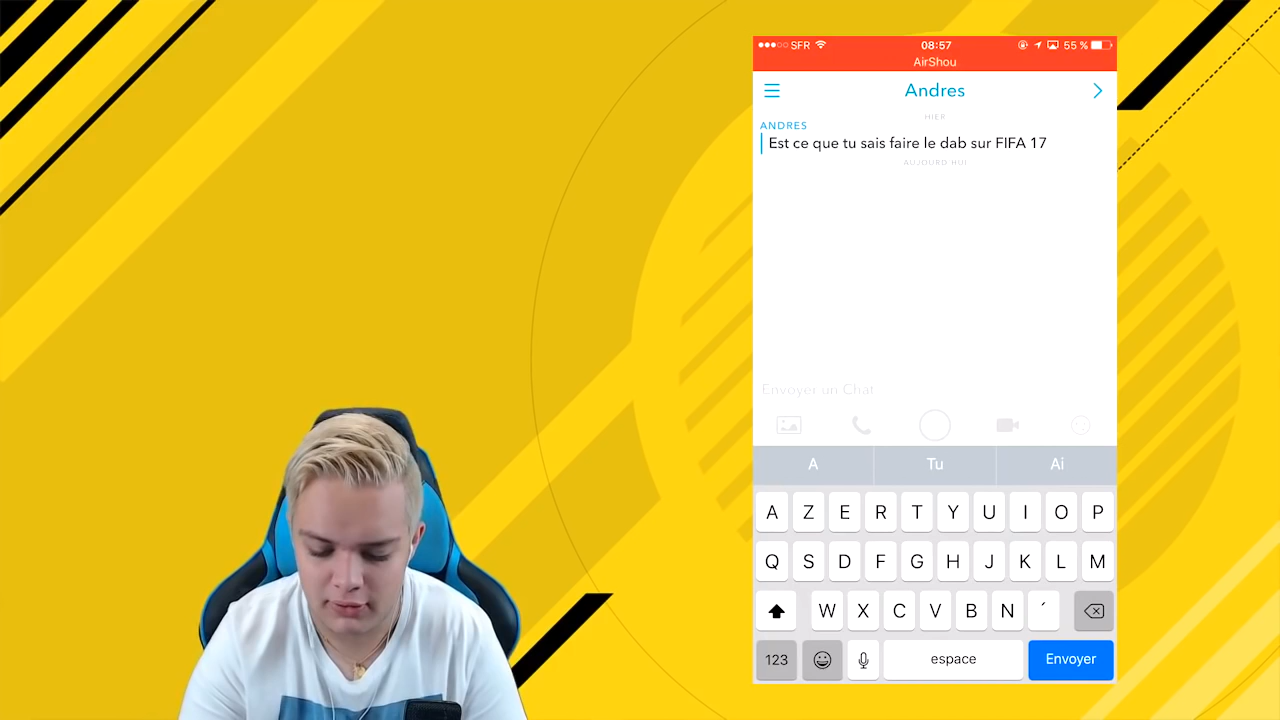 SFR 08:57 55 %
AirShou
Andres
HIER
ANDRES
Est ce que tu sais faire le dab sur FIFA 17
AUJOURD'HUI
Envoyer un Chat
A Tu Ai
A Z E R T Y U I O P
Q S D F G H J K L M
W X C V B N ´
123 espace Envoyer